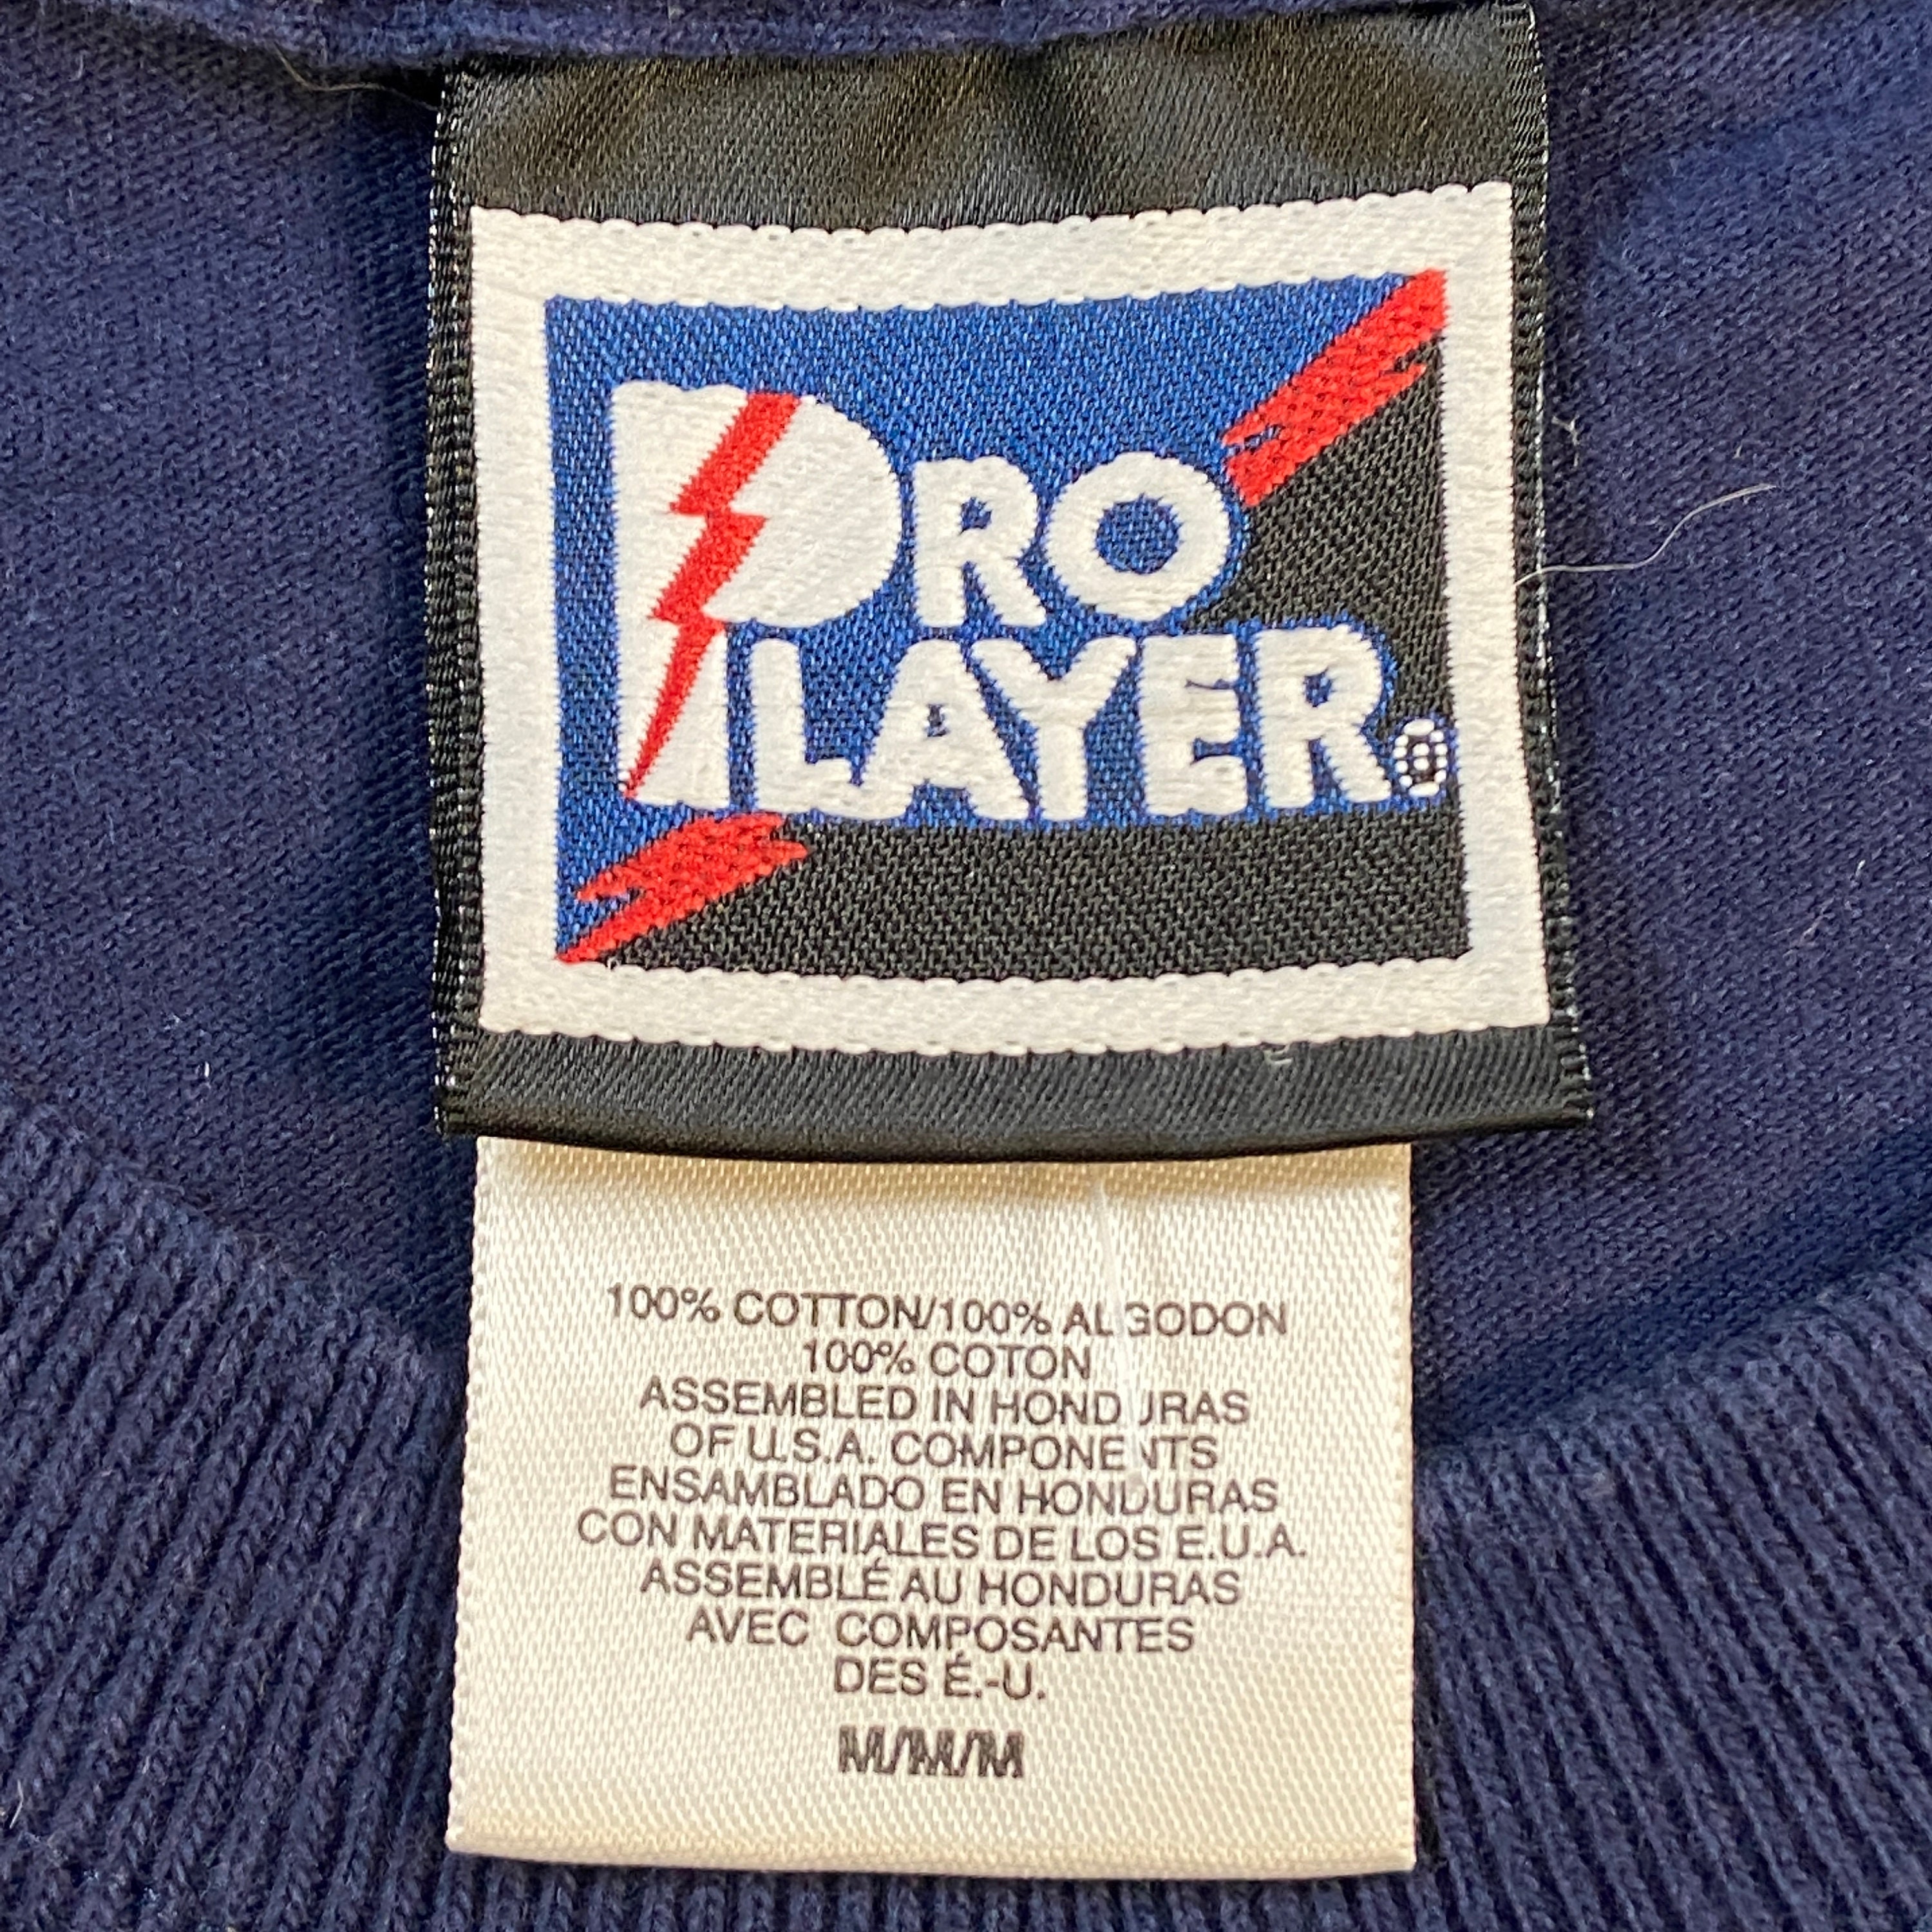 PRO
PLAYER®
100% COTTON/100% ALGODON
100% COTON
ASSEMBLED IN HONDURAS
OF U.S.A. COMPONENTS
ENSAMBLADO EN HONDURAS
CON MATERIALES DE LOS E.U.A.
ASSEMBLÉ AU HONDURAS
AVEC COMPOSANTES
DES É.-U.
M/M/M